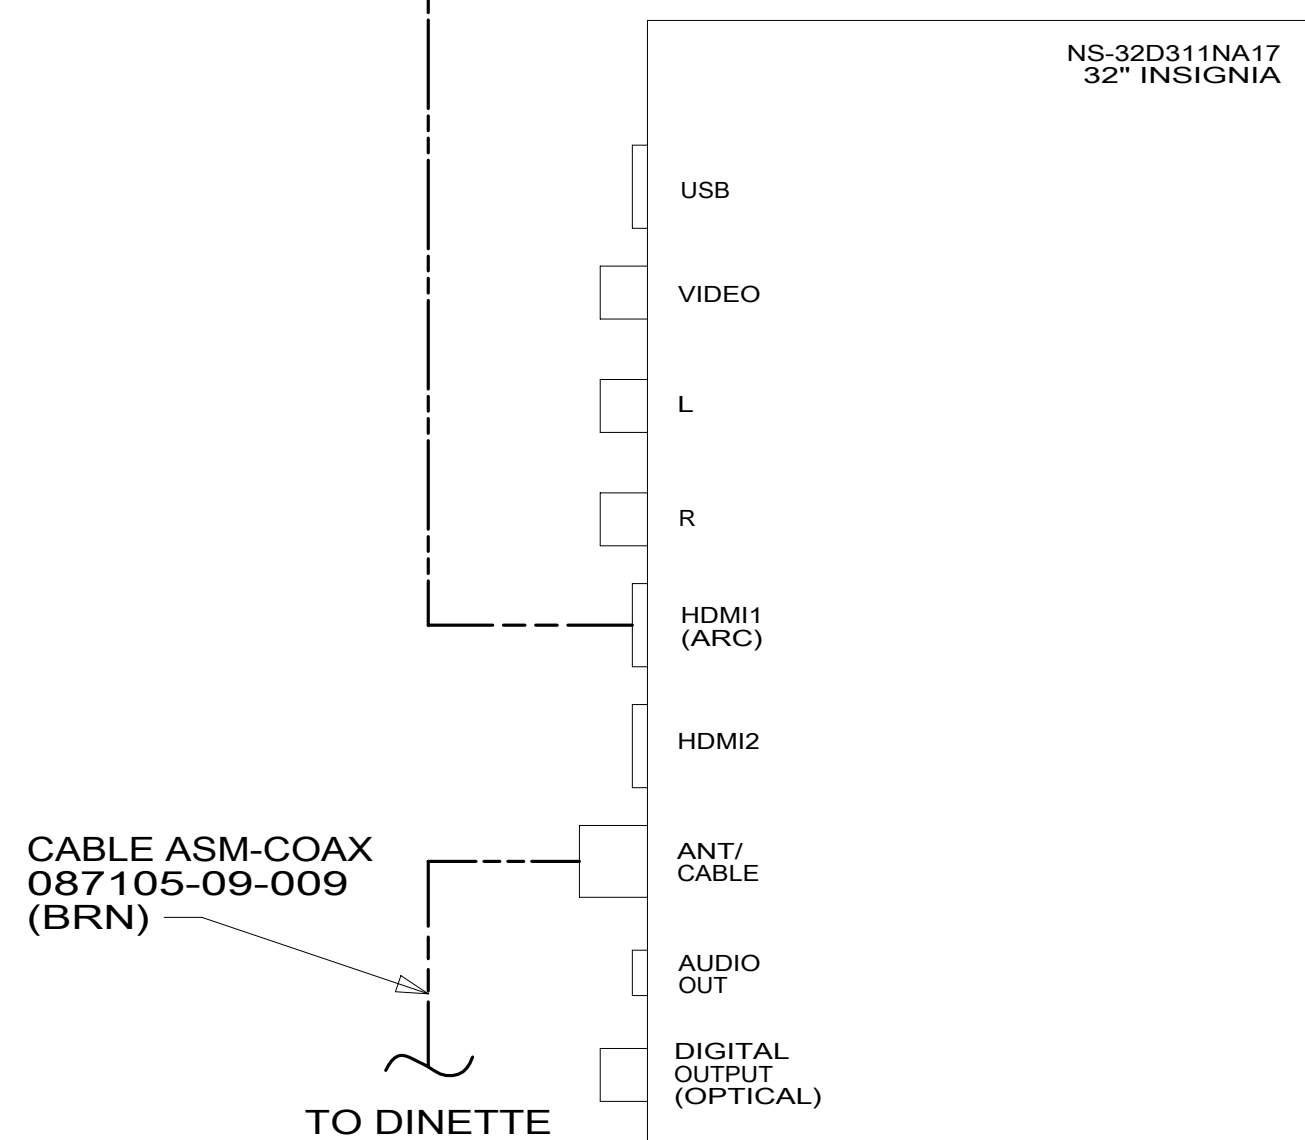 NS-32D311NA17
32" INSIGNIA
USB
VIDEO
L
R
HDMI1
(ARC)
HDMI2
CABLE ASM-COAX
087105-09-009
(BRN)
ANT/
CABLE
AUDIO
OUT
DIGITAL
OUTPUT
(OPTICAL)
TO DINETTE